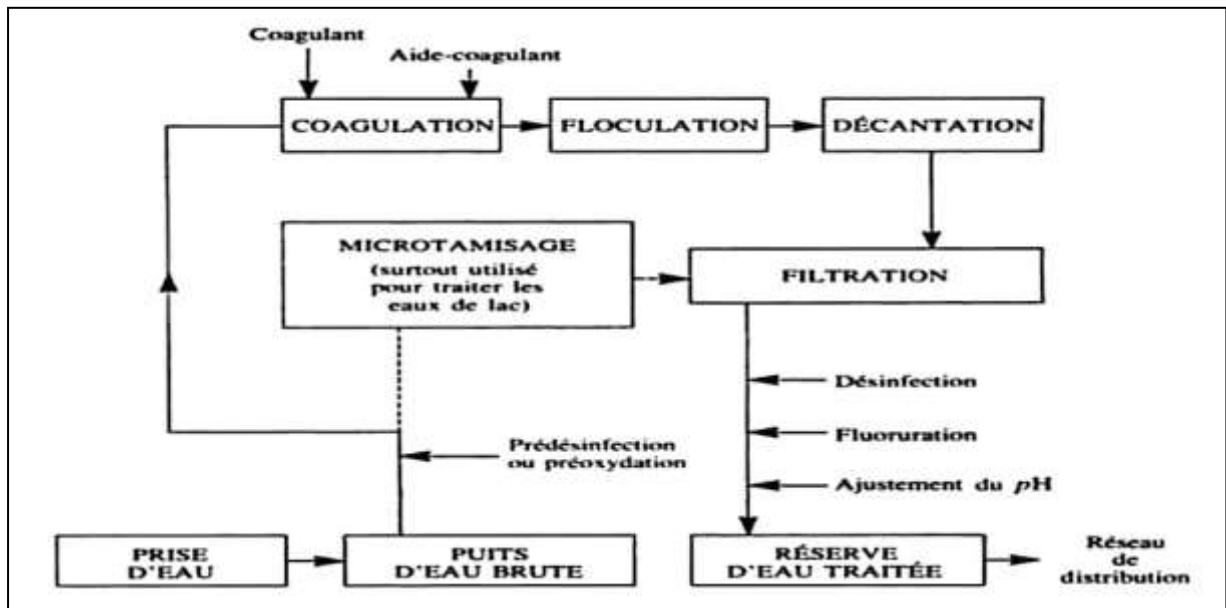 Coagulant
Aide-coagulant
COAGULATION
FLOCULATION
DÉCANTATION
MICROTAMISAGE
(surtout utilisé
pour traiter les
eaux de lac)
FILTRATION
Désinfection
Fluoruration
Prédésinfection
ou préoxydation
Ajustement du pH
PRISE
D'EAU
PUITS
D'EAU BRUTE
RÉSERVE
D'EAU TRAITÉE
Réseau
de
distribution